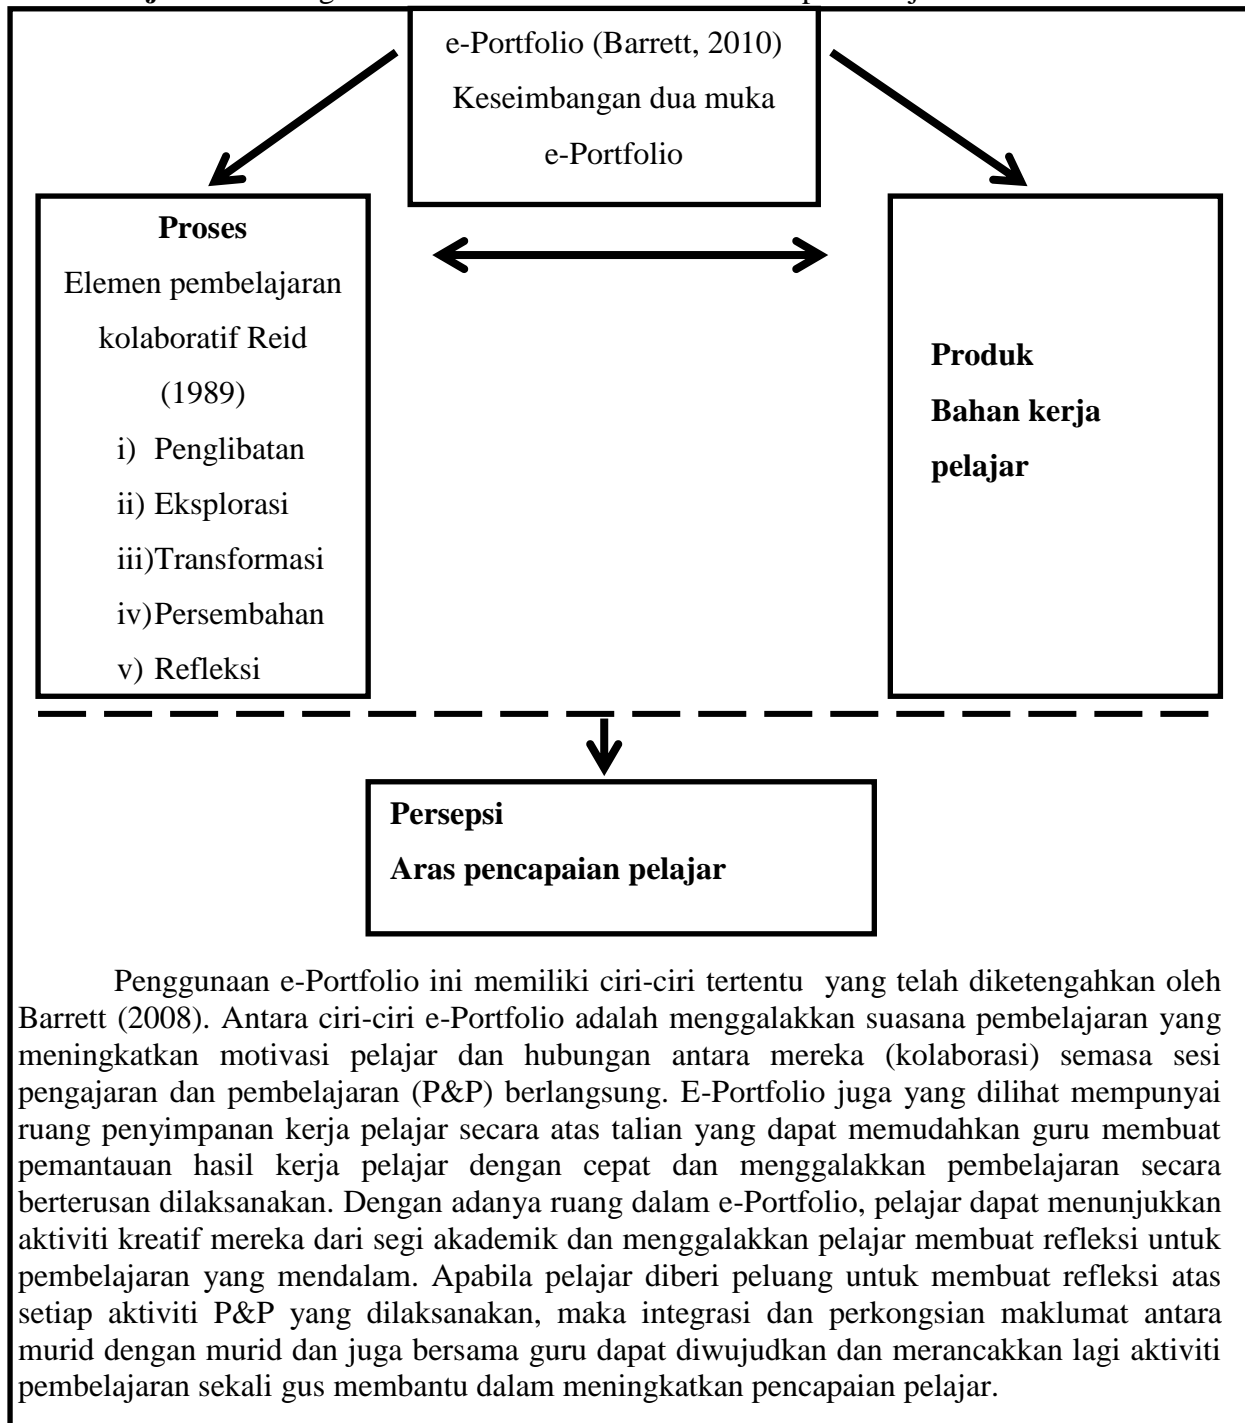 e-Portfolio (Barrett, 2010)
Keseimbangan dua muka
e-Portfolio
Proses
Elemen pembelajaran
kolaboratif Reid
(1989)
i) Penglibatan
ii) Eksplorasi
iii)Transformasi
iv)Persembahan
v) Refleksi
Produk
Bahan kerja
pelajar
Persepsi
Aras pencapaian pelajar
Penggunaan e-Portfolio ini memiliki ciri-ciri tertentu yang telah diketengahkan oleh
Barrett (2008). Antara ciri-ciri e-Portfolio adalah menggalakkan suasana pembelajaran yang
meningkatkan motivasi pelajar dan hubungan antara mereka (kolaborasi) semasa sesi
pengajaran dan pembelajaran (P&P) berlangsung. E-Portfolio juga yang dilihat mempunyai
ruang penyimpanan kerja pelajar secara atas talian yang dapat memudahkan guru membuat
pemantauan hasil kerja pelajar dengan cepat dan menggalakkan pembelajaran secara
berterusan dilaksanakan. Dengan adanya ruang dalam e-Portfolio, pelajar dapat menunjukkan
aktiviti kreatif mereka dari segi akademik dan menggalakkan pelajar membuat refleksi untuk
pembelajaran yang mendalam. Apabila pelajar diberi peluang untuk membuat refleksi atas
setiap aktiviti P&P yang dilaksanakan, maka integrasi dan perkongsian maklumat antara
murid dengan murid dan juga bersama guru dapat diwujudkan dan merancakkan lagi aktiviti
pembelajaran sekali gus membantu dalam meningkatkan pencapaian pelajar.